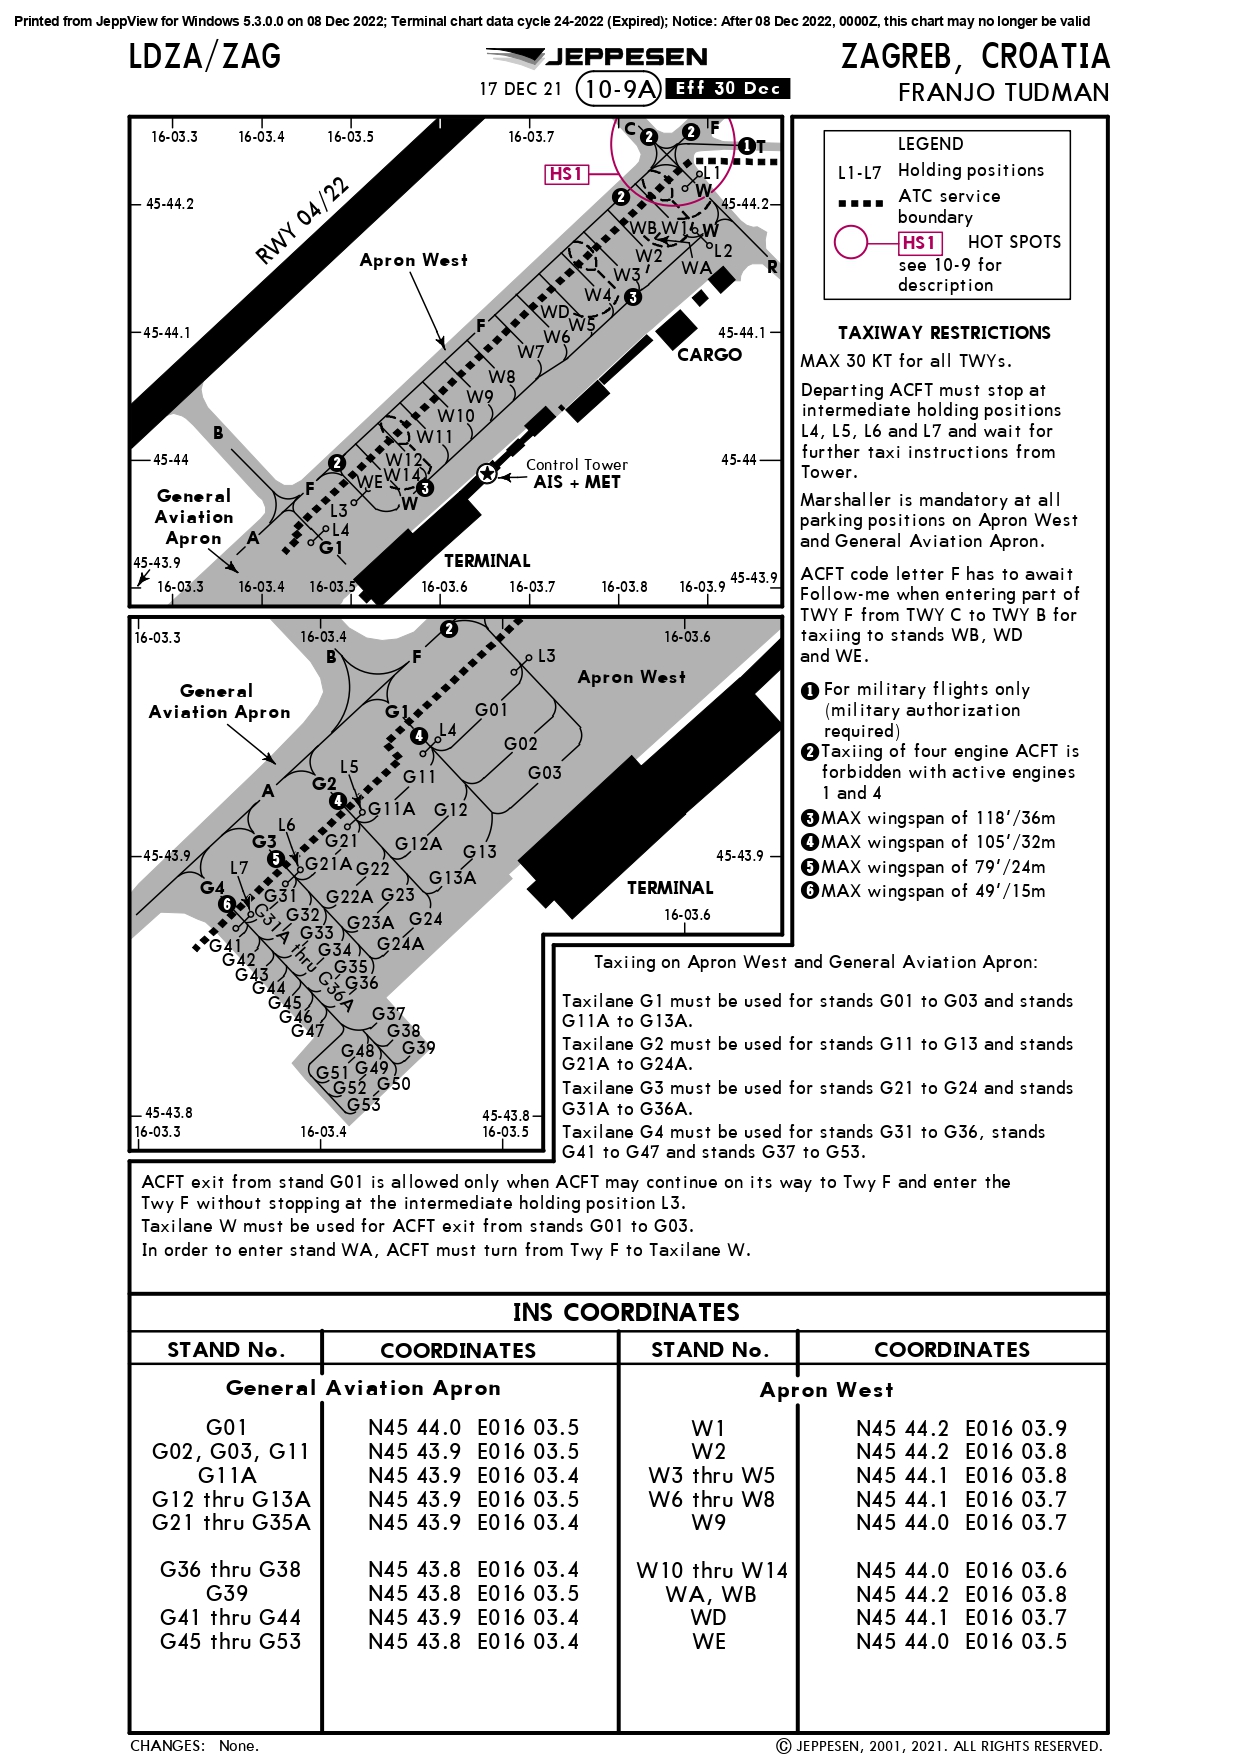 Printed from JeppView for Windows 5.3.0.0 on 08 Dec 2022; Terminal chart data cycle 24-2022 (Expired); Notice: After 08 Dec 2022, 0000Z, this chart may no longer be valid
LDZA/ZAG
JEPPESEN
ZAGREB, CROATIA
17 DEC 21
10-9A
Eff 30 Dec
FRANJO TUDMAN
16-03.3
16-03.4
16-03.5
16-03.7
C
2
2
F
1
T
HS1
L1
W
2
45-44.2
45-44.2
RWY 04/22
WB
W1
W
W2
L2
WA
R
Apron West
W3
W4
3
WD
W5
F
W6
45-44.1
45-44.1
W7
CARGO
W8
W9
W10
B
W11
45-44
2
W12
45-44
Control Tower
AIS + MET
WE
W14
3
W
General
Aviation
Apron
F
L3
L4
A
G1
TERMINAL
45-43.9
45-43.9
16-03.3
16-03.4
16-03.5
16-03.6
16-03.7
16-03.8
16-03.9
LEGEND
L1-L7 Holding positions
ATC service
boundary
HS1 HOT SPOTS
see 10-9 for
description
TAXIWAY RESTRICTIONS
MAX 30 KT for all TWYs.
Departing ACFT must stop at
intermediate holding positions
L4, L5, L6 and L7 and wait for
further taxi instructions from
Tower.
Marshaller is mandatory at all
parking positions on Apron West
and General Aviation Apron.
ACFT code letter F has to await
Follow-me when entering part of
TWY F from TWY C to TWY B for
taxiing to stands WB, WD
and WE.
1 For military flights only
(military authorization
required)
2 Taxiing of four engine ACFT is
forbidden with active engines
1 and 4
3 MAX wingspan of 118'/36m
4 MAX wingspan of 105'/32m
5 MAX wingspan of 79'/24m
6 MAX wingspan of 49'/15m
16-03.3
16-03.4
2
16-03.6
B
F
L3
Apron West
General
Aviation Apron
G1
G01
4
L4
G02
L5
G11
G03
G2
A
4
G11A
G12
L6
G3
G21
G12A
45-43.9
5
G13
45-43.9
L7
G21A
G22
G4
G13A
6
G31
G22A
G23
TERMINAL
G32
G23A
G24
16-03.6
G31A thru G36A
G33
G41
G34
G24A
G42
G35
G43
G36
G44
G45
G46
G37
G47
G38
G48
G39
G51
G49
G52
G50
G53
45-43.8
45-43.8
16-03.3
16-03.4
16-03.5
Taxiing on Apron West and General Aviation Apron:
Taxilane G1 must be used for stands G01 to G03 and stands
G11A to G13A.
Taxilane G2 must be used for stands G11 to G13 and stands
G21A to G24A.
Taxilane G3 must be used for stands G21 to G24 and stands
G31A to G36A.
Taxilane G4 must be used for stands G31 to G36, stands
G41 to G47 and stands G37 to G53.
ACFT exit from stand G01 is allowed only when ACFT may continue on its way to Twy F and enter the
Twy F without stopping at the intermediate holding position L3.
Taxilane W must be used for ACFT exit from stands G01 to G03.
In order to enter stand WA, ACFT must turn from Twy F to Taxilane W.
INS COORDINATES
STAND No. COORDINATES STAND No. COORDINATES
General Aviation Apron Apron West
G01 N45 44.0 E016 03.5 W1 N45 44.2 E016 03.9
G02, G03, G11 N45 43.9 E016 03.5 W2 N45 44.2 E016 03.8
G11A N45 43.9 E016 03.4 W3 thru W5 N45 44.1 E016 03.8
G12 thru G13A N45 43.9 E016 03.5 W6 thru W8 N45 44.1 E016 03.7
G21 thru G35A N45 43.9 E016 03.4 W9 N45 44.0 E016 03.7
G36 thru G38 N45 43.8 E016 03.4 W10 thru W14 N45 44.0 E016 03.6
G39 N45 43.8 E016 03.5 WA, WB N45 44.2 E016 03.8
G41 thru G44 N45 43.9 E016 03.4 WD N45 44.1 E016 03.7
G45 thru G53 N45 43.8 E016 03.4 WE N45 44.0 E016 03.5
CHANGES: None.
© JEPPESEN, 2001, 2021. ALL RIGHTS RESERVED.